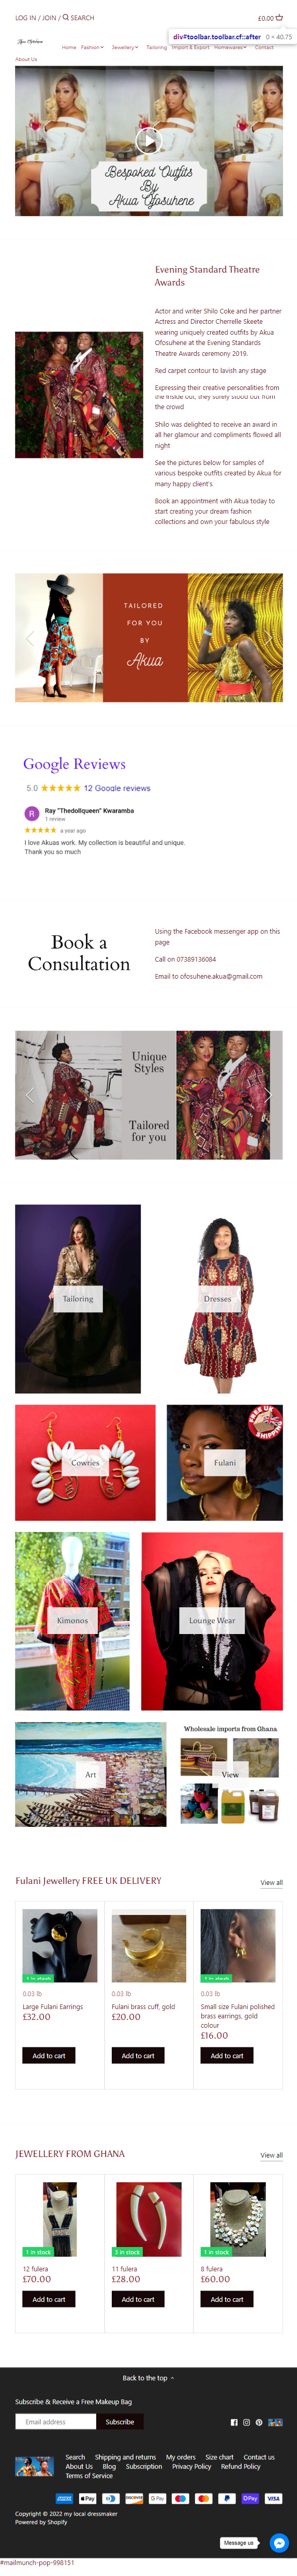 LOG IN / JOIN / SEARCH
£0.00
div#toolbar.toolbar.cf::after 0 × 40.75
Akua Ofosuhene
Home Fashion Jewellery Tailoring Import & Export Homewares Contact
About Us
Bespoke Outfits
By
Akua Ofosuhene
Evening Standard Theatre
Awards
Actor and writer Shilo Coke and her partner
Actress and Director Cherrelle Skeete
wearing uniquely created outfits by Akua
Ofosuhene at the Evening Standards
Theatre Awards ceremony 2019.
Red carpet contour to lavish any stage
Expressing their creative personalities from
the inside out, they surely stood out from
the crowd
Shilo was delighted to receive an award in
all her glamour and compliments flowed all
night
See the pictures below for samples of
various bespoke outfits created by Akua for
many happy client's
Book an appointment with Akua today to
start creating your dream fashion
collections and own your fabulous style
TAILORED
FOR YOU
BY
Akua
Google Reviews
5.0 12 Google reviews
R
Ray "Thedollqueen" Kwaramba
1 review
a year ago
I love Akuas work. My collection is beautiful and unique.
Thank you so much
Book a
Consultation
Using the Facebook messenger app on this
page
Call on 07389136084
Email to ofosuhene.akua@gmail.com
Unique
Styles
Tailored
for you
Tailoring
Dresses
Cowries
Fulani
FREE UK
SHIPPING
Kimonos
Lounge Wear
Art
Wholesale imports from Ghana
View
Fulani Jewellery FREE UK DELIVERY
View all
0.03 lb
Large Fulani Earrings
£32.00
Add to cart
0.03 lb
Fulani brass cuff, gold
£20.00
Add to cart
0.03 lb
Small size Fulani polished
brass earrings, gold
colour
£16.00
Add to cart
JEWELLERY FROM GHANA
View all
1 in stock
12 fulera
£70.00
Add to cart
3 in stock
11 fulera
£28.00
Add to cart
1 in stock
8 fulera
£60.00
Add to cart
Back to the top
Subscribe & Receive a Free Makeup Bag
Email address
Subscribe
Search Shipping and returns My orders Size chart Contact us
About Us Blog Subscription Privacy Policy Refund Policy
Terms of Service
Copyright © 2022 my local dressmaker
Powered by Shopify
Message us
#mailmunch-pop-998151